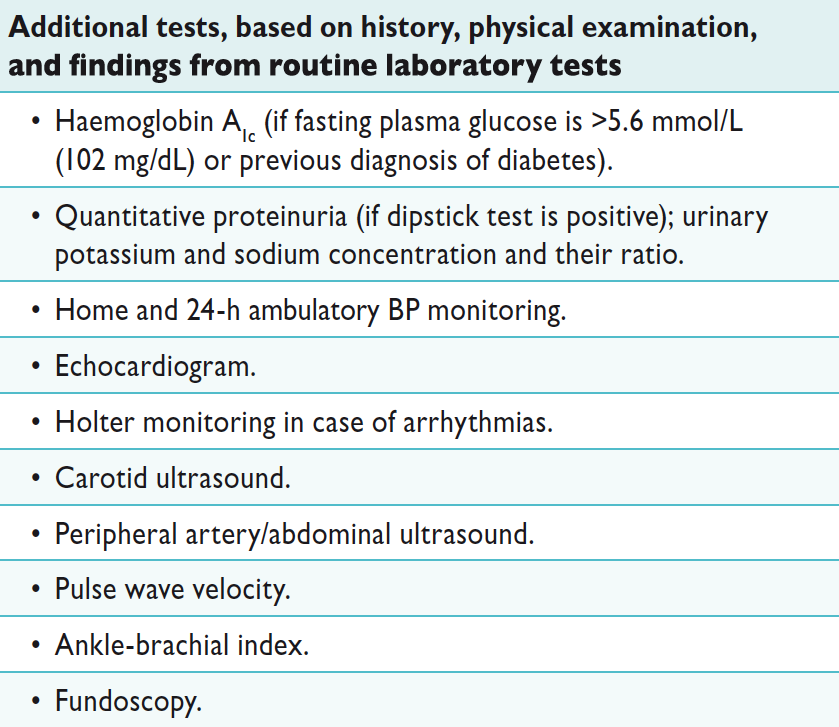 Additional tests, based on history, physical examination,
and findings from routine laboratory tests
• Haemoglobin A1c (if fasting plasma glucose is >5.6 mmol/L
(102 mg/dL) or previous diagnosis of diabetes).
• Quantitative proteinuria (if dipstick test is positive); urinary
potassium and sodium concentration and their ratio.
• Home and 24-h ambulatory BP monitoring.
• Echocardiogram.
• Holter monitoring in case of arrhythmias.
• Carotid ultrasound.
• Peripheral artery/abdominal ultrasound.
• Pulse wave velocity.
• Ankle-brachial index.
• Fundoscopy.